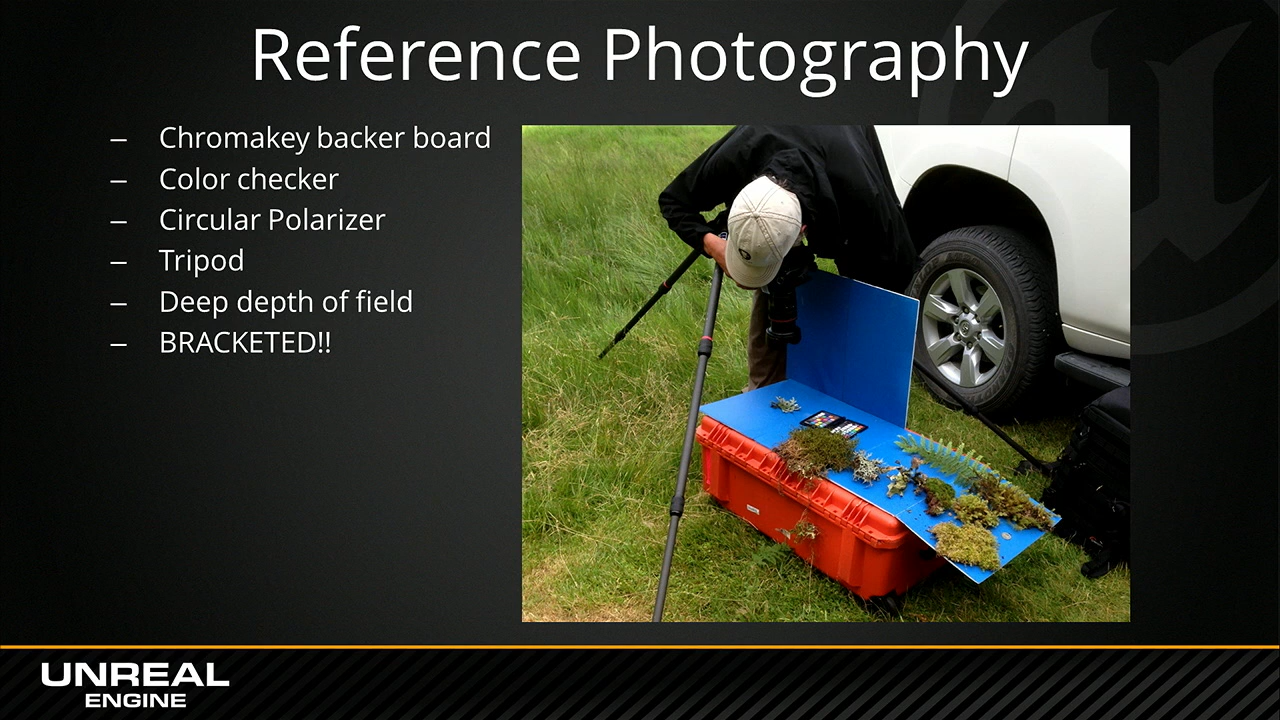 Reference Photography
– Chromakey backer board
– Color checker
– Circular Polarizer
– Tripod
– Deep depth of field
– BRACKETED!!
UNREAL
ENGINE